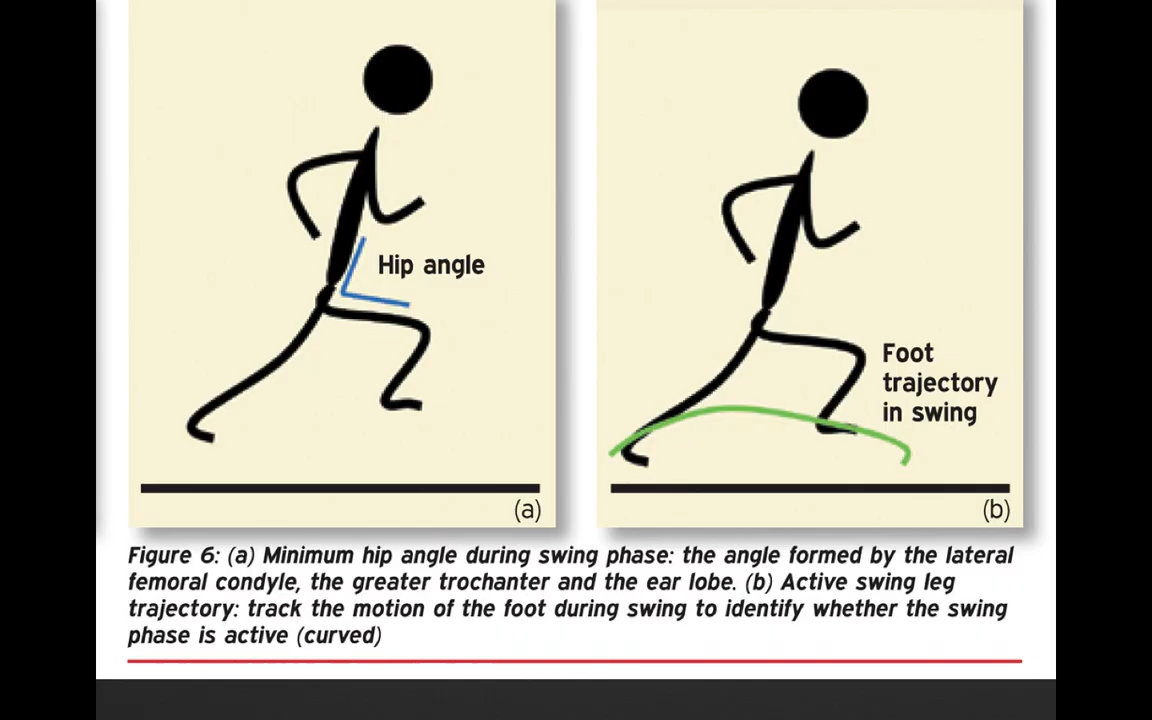 Hip angle
(a)
Foot
trajectory
in swing
(b)
Figure 6: (a) Minimum hip angle during swing phase: the angle formed by the lateral
femoral condyle, the greater trochanter and the ear lobe. (b) Active swing leg
trajectory: track the motion of the foot during swing to identify whether the swing
phase is active (curved)